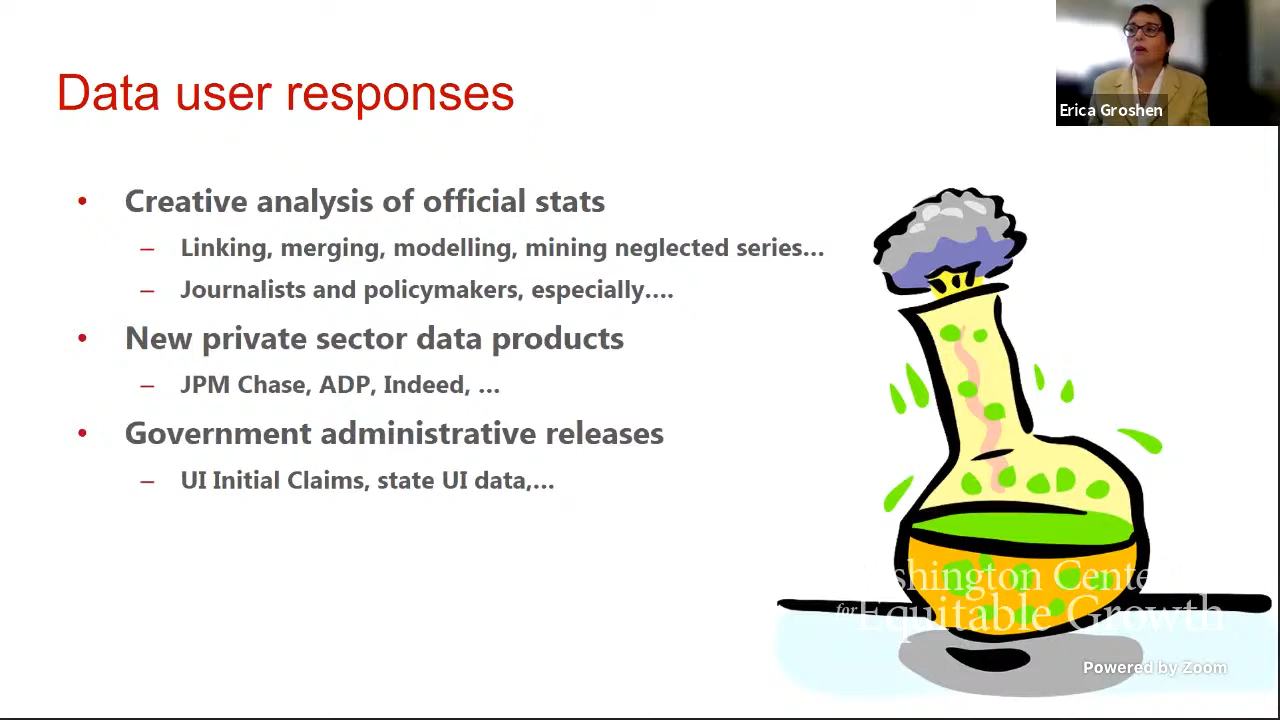 Data user responses
Erica Groshen
• Creative analysis of official stats
– Linking, merging, modelling, mining neglected series...
– Journalists and policymakers, especially....
• New private sector data products
– JPM Chase, ADP, Indeed, ...
• Government administrative releases
– UI Initial Claims, state UI data,...
for Equitable Growth
Powered by Zoom